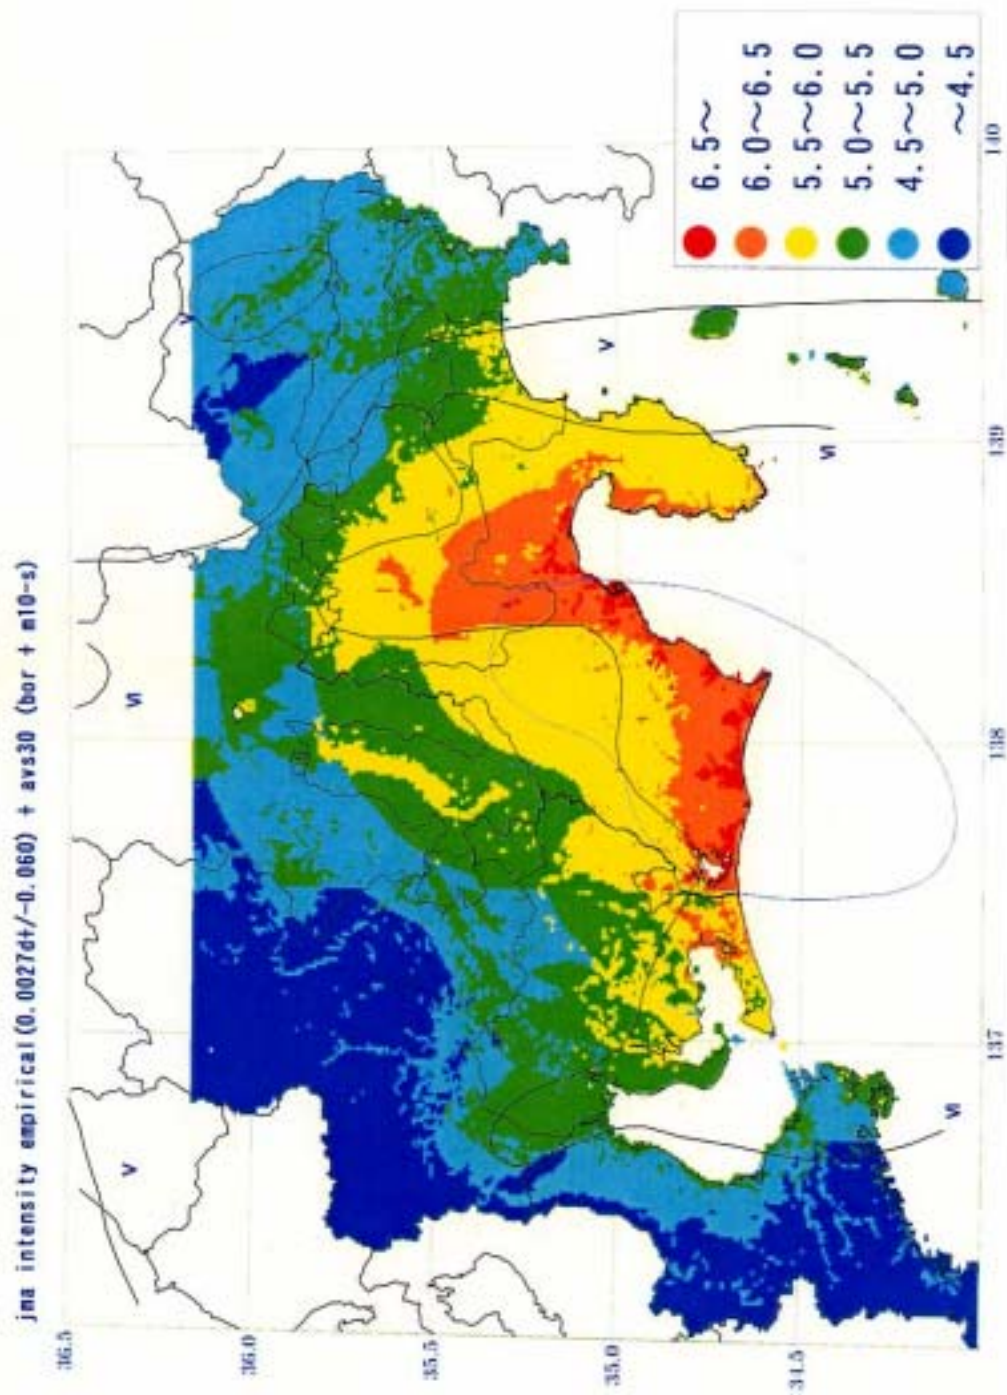 jma intensity empirical(0.0027d+/-0.060) + avs30 (bor + m10-s)
36.5
36.0
35.5
35.0
34.5
137
138
139
140
V
VI
V
V
VI
VI
6.5～
6.0～6.5
5.5～6.0
5.0～5.5
4.5～5.0
～4.5